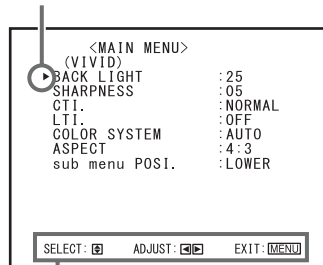 <MAIN MENU>
(VIVID)
BACK LIGHT :25
SHARPNESS :05
CTI. :NORMAL
LTI. :OFF
COLOR SYSTEM :AUTO
ASPECT :4:3
sub menu POSI. :LOWER
SELECT: ADJUST: EXIT: MENU